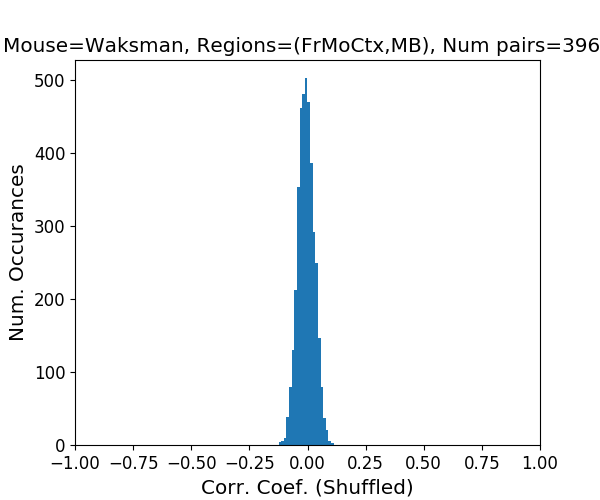 Mouse=Waksman, Regions=(FrMoCtx,MB), Num pairs=396
500
400
300
200
100
0
Num. Occurances
−1.00 −0.75 −0.50 −0.25 0.00 0.25 0.50 0.75 1.00
Corr. Coef. (Shuffled)